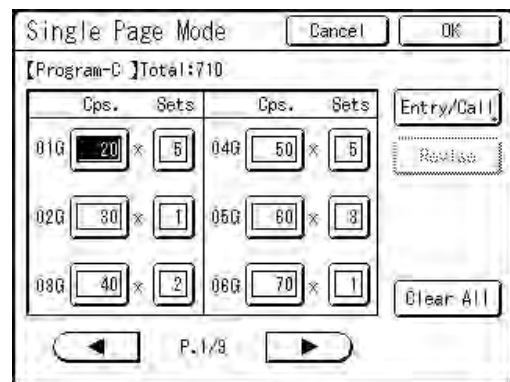 Single Page Mode Cancel OK
【Program-C 】Total:710
Cps. Sets Cps. Sets Entry/Call
01G 20 × 5 04G 50 × 5 Revise
02G 30 × 1 05G 60 × 3
03G 40 × 2 06G 70 × 1 Clear All
P.1/3